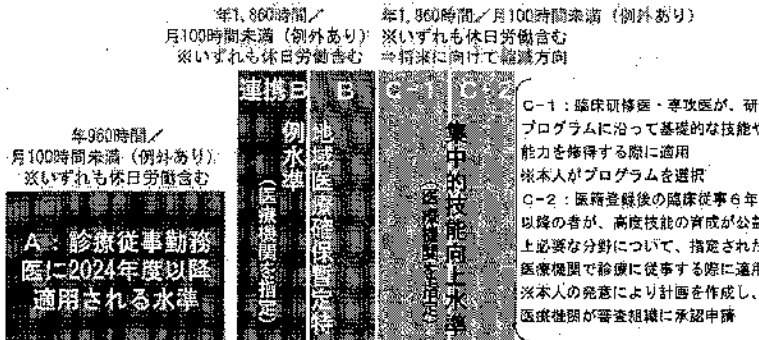 年1,860時間/
月100時間未満（例外あり）
※いずれも休日労働含む
年1,860時間/月100時間未満（例外あり）
※いずれも休日労働含む
⇒将来に向けて縮減方向
年960時間/
月100時間未満（例外あり）
※いずれも休日労働含む
A：診療従事勤務
医に2024年度以降
適用される水準
連携B
B
地域医療確保暫定特
例水準
（医療機関を指定）
C-1
C-2
集中的技能向上水準
（医療機関を指定）
C-1：臨床研修医・専攻医が、研
プログラムに沿って基礎的な技能や
能力を修得する際に適用
※本人がプログラムを選択
C-2：医籍登録後の臨床従事6年
以降の者が、高度技能の育成が公益
上必要な分野について、指定された
医療機関で診療に従事する際に適用
※本人の発意により計画を作成し、
医療機関が審査組織に承認申請